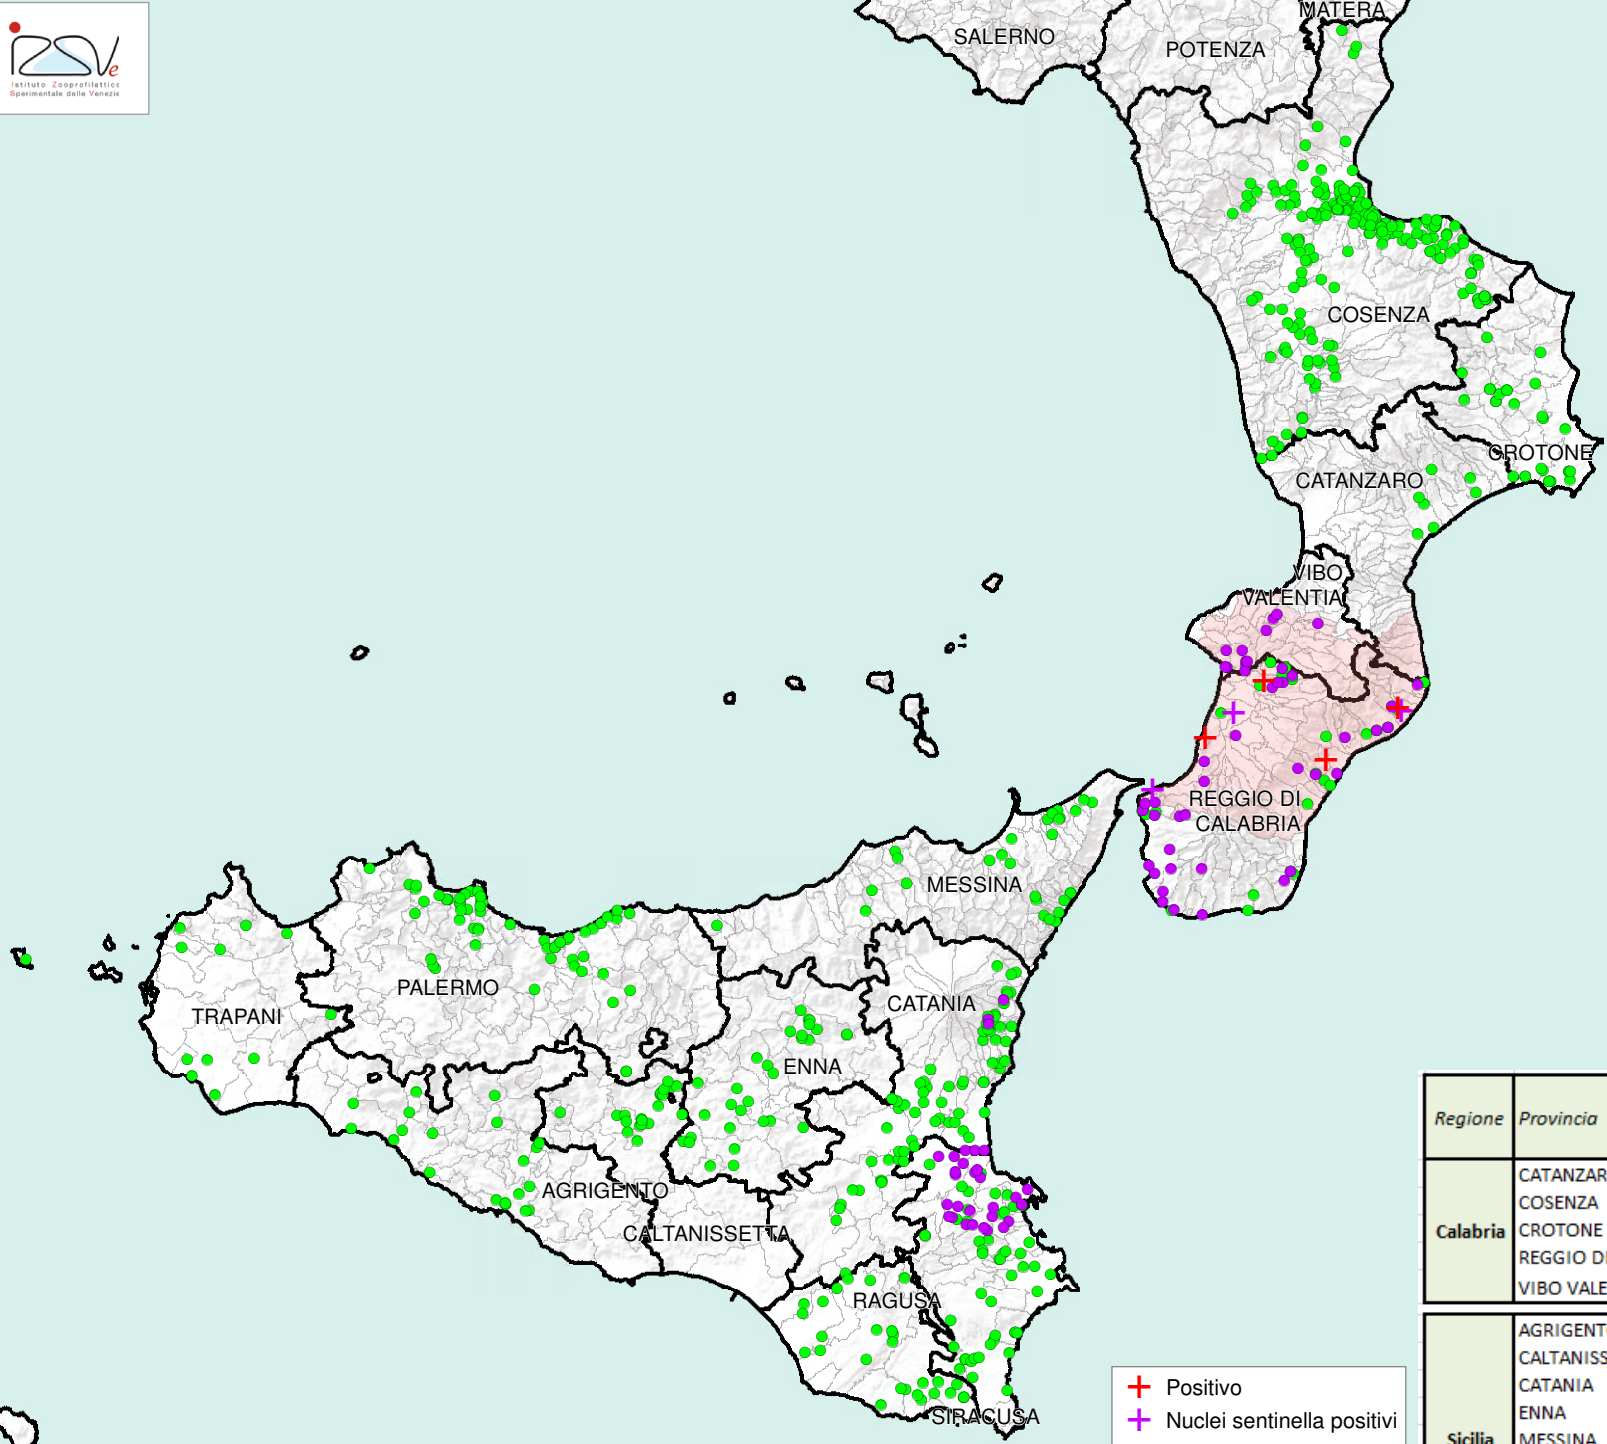 IZSVe
Istituto Zooprofilattico
Sperimentale delle Venezie
MATERA
SALERNO
POTENZA
COSENZA
CROTONE
CATANZARO
VIBO
VALENTIA
REGGIO DI
CALABRIA
MESSINA
PALERMO
CATANIA
TRAPANI
ENNA
AGRIGENTO
CALTANISSETTA
RAGUSA
SIRACUSA
Positivo
Nuclei sentinella positivi
Regione Provincia
CATANZAR
COSENZA
Calabria CROTONE
REGGIO DI
VIBO VALE
AGRIGENT
CALTANISS
CATANIA
ENNA
Sicilia MESSINA